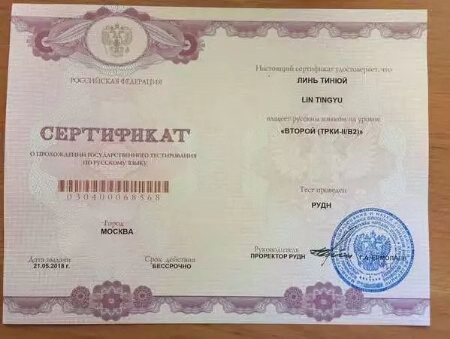 РОССИЙСКАЯ ФЕДЕРАЦИЯ
СЕРТИФИКАТ
О ПРОХОЖДЕНИИ ГОСУДАРСТВЕННОГО ТЕСТИРОВАНИЯ
(ПО РУССКОМУ ЯЗЫКУ)
030400068568
Город
МОСКВА
Дата выдачи
21.05.2018 г.
Срок действия
БЕССРОЧНО
Настоящий сертификат удостоверяет, что
ЛИНЬ ТИНЮЙ
LIN TINGYU
владеет русским языком на уровне
«ВТОРОЙ (ТРКИ-II/B2)»
Тест проведен
РУДН
Руководитель
ПРОРЕКТОР РУДН